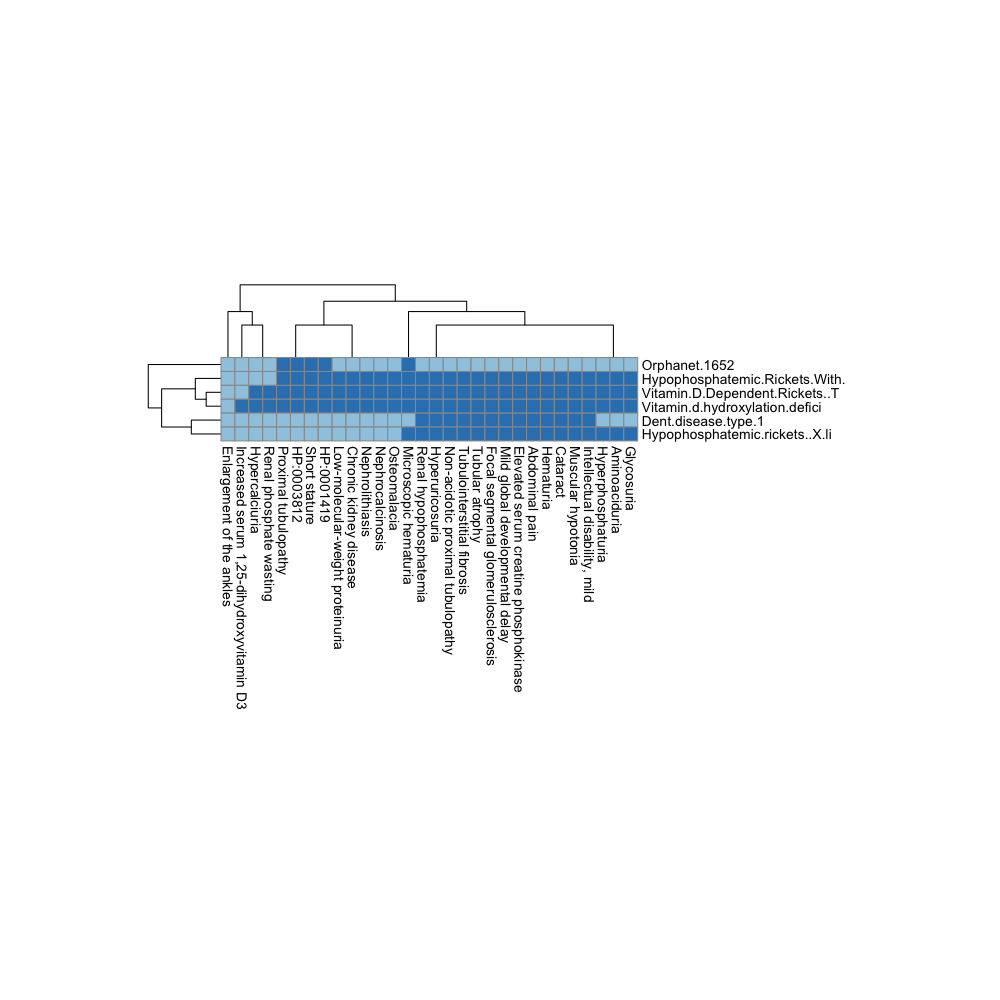 Orphanet.1652
Hypophosphatemic.Rickets.With.
Vitamin.D.Dependent.Rickets..T
Vitamin.d.hydroxylation.defici
Dent.disease.type.1
Hypophosphatemic.rickets..X.li
Enlargement of the ankles
Increased serum 1,25-dihydroxyvitamin D3
Hypercalciuria
Renal phosphate wasting
Proximal tubulopathy
HP:0003812
Short stature
HP:0001419
Low-molecular-weight proteinuria
Chronic kidney disease
Nephrolithiasis
Nephrocalcinosis
Osteomalacia
Microscopic hematuria
Renal hypophosphatemia
Hyperuricosuria
Non-acidotic proximal tubulopathy
Tubulointerstitial fibrosis
Tubular atrophy
Focal segmental glomerulosclerosis
Mild global developmental delay
Elevated serum creatine phosphokinase
Abdominal pain
Hematuria
Cataract
Muscular hypotonia
Intellectual disability, mild
Hyperphosphaturia
Aminoaciduria
Glycosuria